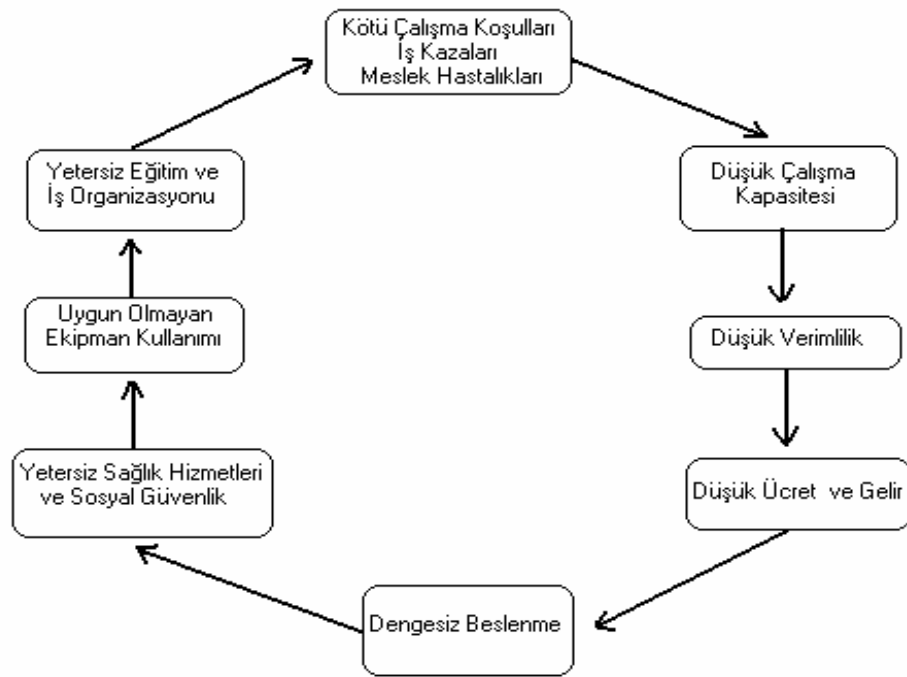 Kötü Çalışma Koşulları
İş Kazaları
Meslek Hastalıkları
Düşük Çalışma
Kapasitesi
Düşük Verimlilik
Düşük Ücret ve Gelir
Dengesiz Beslenme
Yetersiz Sağlık Hizmetleri
ve Sosyal Güvenlik
Uygun Olmayan
Ekipman Kullanımı
Yetersiz Eğitim ve
İş Organizasyonu